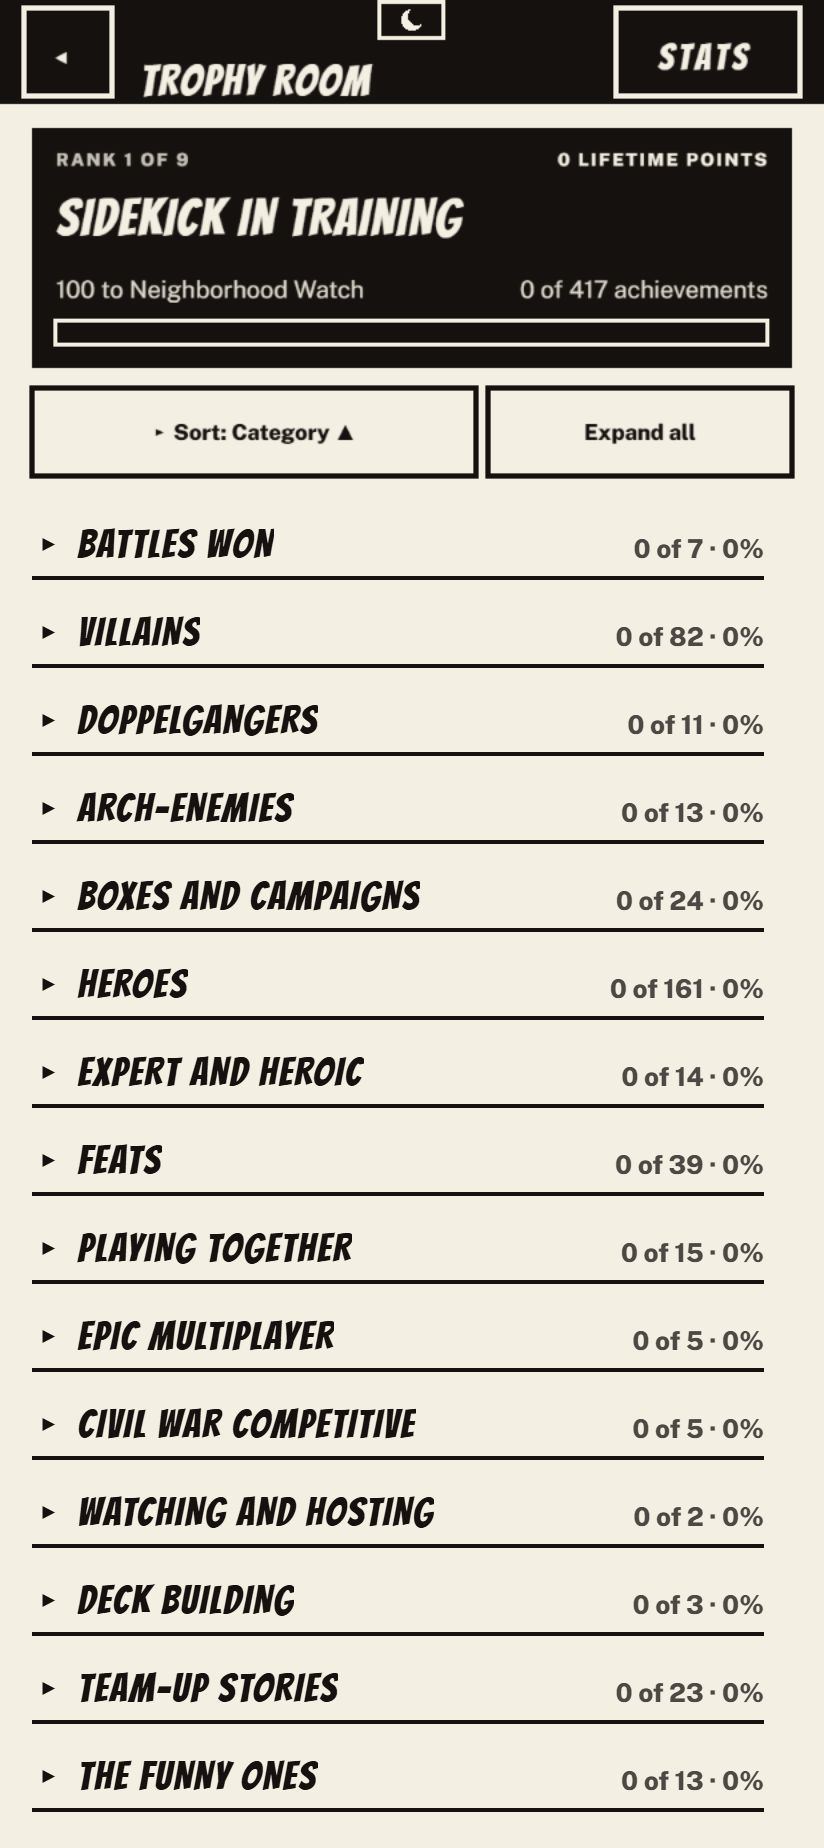 ◂
TROPHY ROOM
STATS
RANK 1 OF 9
0 LIFETIME POINTS
SIDEKICK IN TRAINING
100 to Neighborhood Watch
0 of 417 achievements
▸ Sort: Category ▲
Expand all
▸ BATTLES WON 0 of 7 · 0%
▸ VILLAINS 0 of 82 · 0%
▸ DOPPELGANGERS 0 of 11 · 0%
▸ ARCH-ENEMIES 0 of 13 · 0%
▸ BOXES AND CAMPAIGNS 0 of 24 · 0%
▸ HEROES 0 of 161 · 0%
▸ EXPERT AND HEROIC 0 of 14 · 0%
▸ FEATS 0 of 39 · 0%
▸ PLAYING TOGETHER 0 of 15 · 0%
▸ EPIC MULTIPLAYER 0 of 5 · 0%
▸ CIVIL WAR COMPETITIVE 0 of 5 · 0%
▸ WATCHING AND HOSTING 0 of 2 · 0%
▸ DECK BUILDING 0 of 3 · 0%
▸ TEAM-UP STORIES 0 of 23 · 0%
▸ THE FUNNY ONES 0 of 13 · 0%